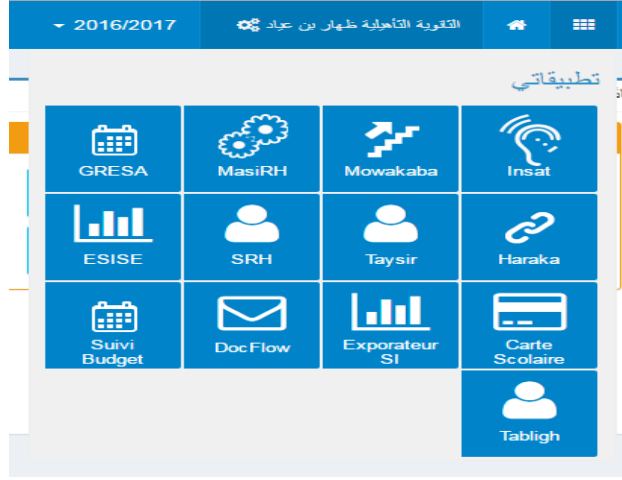 الثانوية التأهيلية ظهار بن عياد
2016/2017
تطبيقاتي
Insat
Mowakaba
MasiRH
GRESA
Haraka
Taysir
SRH
ESISE
Carte
Scolaire
Exporateur
SI
DocFlow
Suivi
Budget
Tabligh